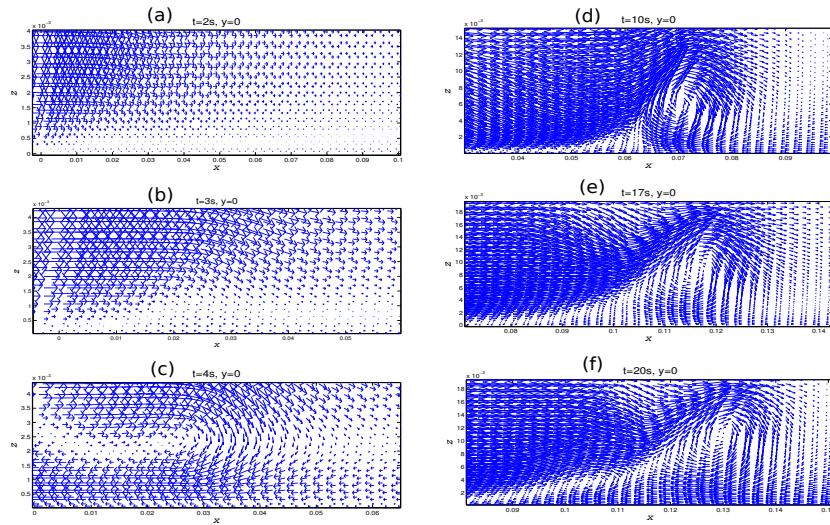 (a)
t=2s, y=0
x 10⁻³
4
3.5
3
2.5
2
1.5
1
0.5
0
z
0 0.01 0.02 0.03 0.04 0.05 0.06 0.07 0.08 0.09 0.1
x
(b)
t=3s, y=0
x 10⁻³
4
3.5
3
2.5
2
1.5
1
0.5
z
0 0.01 0.02 0.03 0.04 0.05
x
(c)
t=4s, y=0
x 10⁻³
4
3.5
3
2.5
2
1.5
1
0.5
0
z
0 0.01 0.02 0.03 0.04 0.05 0.06
x
(d)
t=10s, y=0
x 10⁻³
14
12
10
8
6
4
2
0
z
0.04 0.05 0.06 0.07 0.08 0.09
x
(e)
t=17s, y=0
x 10⁻³
18
16
14
12
10
8
6
4
2
0
z
0.08 0.09 0.1 0.11 0.12 0.13 0.14
x
(f)
t=20s, y=0
x 10⁻³
18
16
14
12
10
8
6
4
2
0
z
0.09 0.1 0.11 0.12 0.13 0.14
x